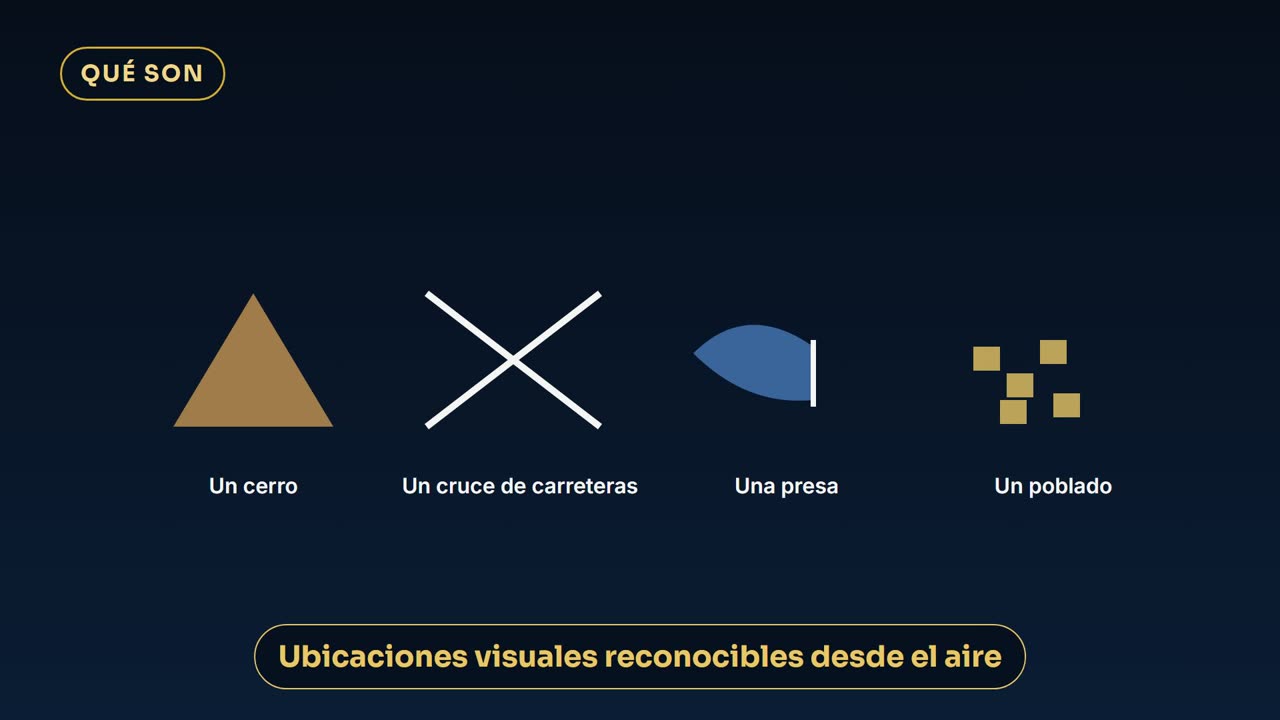 QUÉ SON
Un cerro
Un cruce de carreteras
Una presa
Un poblado
Ubicaciones visuales reconocibles desde el aire